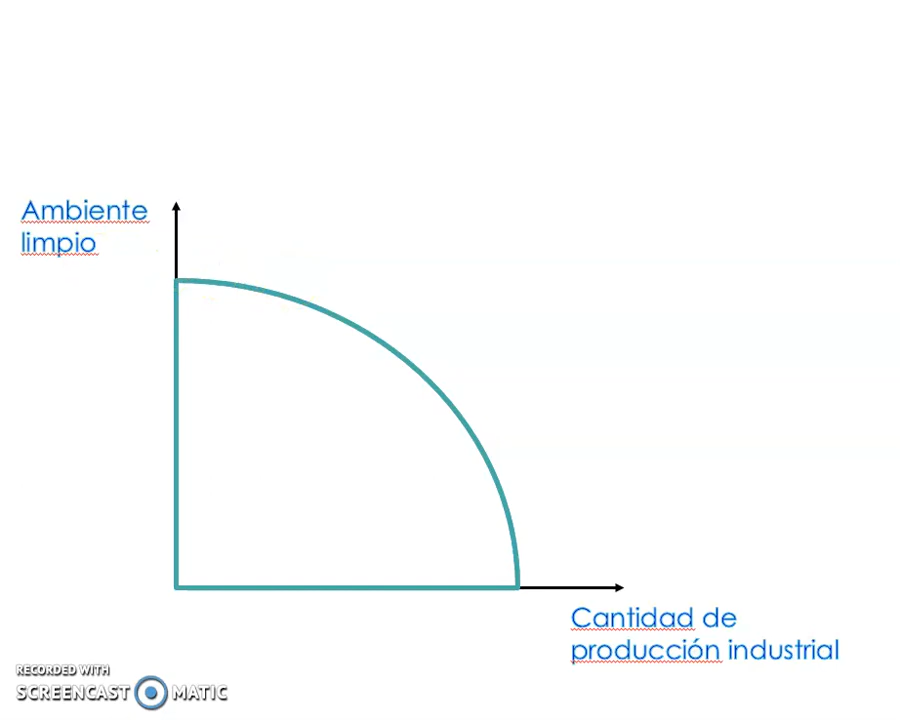 Ambiente
limpio
Cantidad de
producción industrial
RECORDED WITH
SCREENCAST MATIC